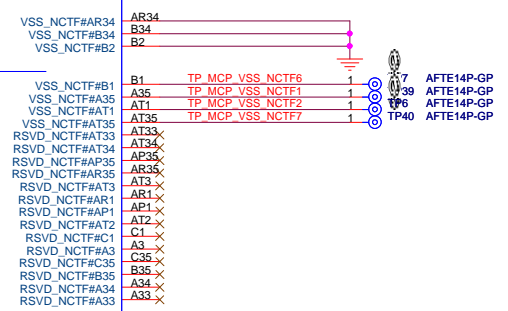 VSS_NCTF#AR34 AR34
VSS_NCTF#B34 B34
VSS_NCTF#B2 B2
VSS_NCTF#B1 B1 TP_MCP_VSS_NCTF6 1 7 AFTE14P-GP
VSS_NCTF#A35 A35 TP_MCP_VSS_NCTF1 1 39 AFTE14P-GP
VSS_NCTF#AT1 AT1 TP_MCP_VSS_NCTF2 1 TP6 AFTE14P-GP
VSS_NCTF#AT35 AT35 TP_MCP_VSS_NCTF7 1 TP40 AFTE14P-GP
RSVD_NCTF#AT33 AT33
RSVD_NCTF#AT34 AT34
RSVD_NCTF#AP35 AP35
RSVD_NCTF#AR35 AR35
RSVD_NCTF#AT3 AT3
RSVD_NCTF#AR1 AR1
RSVD_NCTF#AP1 AP1
RSVD_NCTF#AT2 AT2
RSVD_NCTF#C1 C1
RSVD_NCTF#A3 A3
RSVD_NCTF#C35 C35
RSVD_NCTF#B35 B35
RSVD_NCTF#A34 A34
RSVD_NCTF#A33 A33